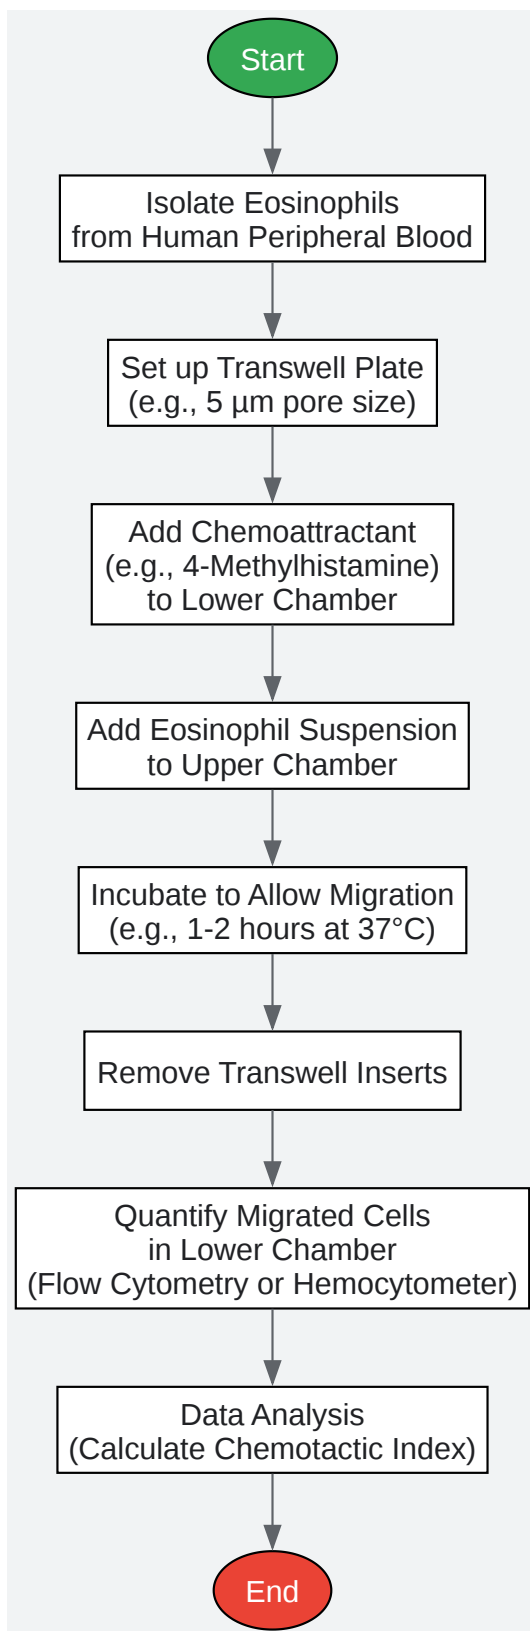 Start
Isolate Eosinophils
from Human Peripheral Blood
Set up Transwell Plate
(e.g., 5 µm pore size)
Add Chemoattractant
(e.g., 4-Methylhistamine)
to Lower Chamber
Add Eosinophil Suspension
to Upper Chamber
Incubate to Allow Migration
(e.g., 1-2 hours at 37°C)
Remove Transwell Inserts
Quantify Migrated Cells
in Lower Chamber
(Flow Cytometry or Hemocytometer)
Data Analysis
(Calculate Chemotactic Index)
End